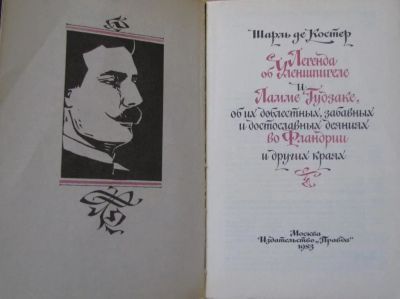 Шарль де Костер
Легенда
об Уленшпигеле
и
Ламме Гудзаке,
об их доблестных, забавных
и достославных деяниях
во Фландрии
и других краях
Москва
Издательство „Правда“
1983